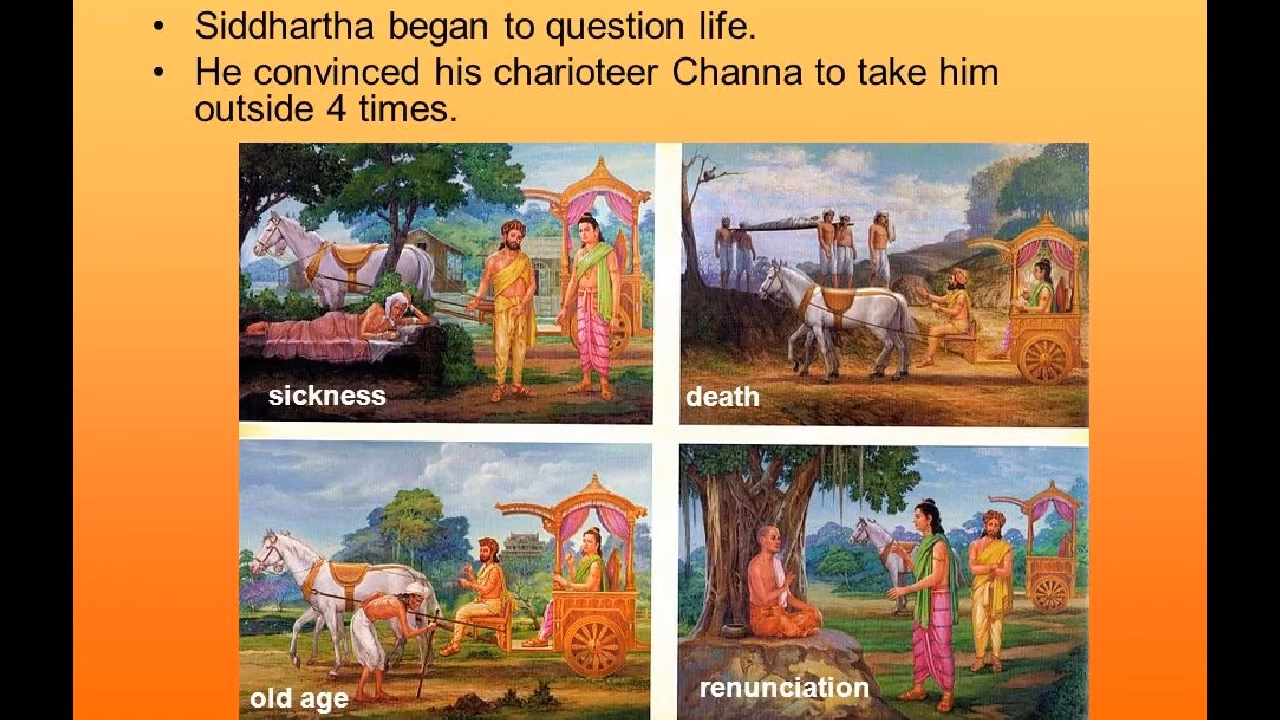 • Siddhartha began to question life.
• He convinced his charioteer Channa to take him
outside 4 times.
sickness
death
old age
renunciation